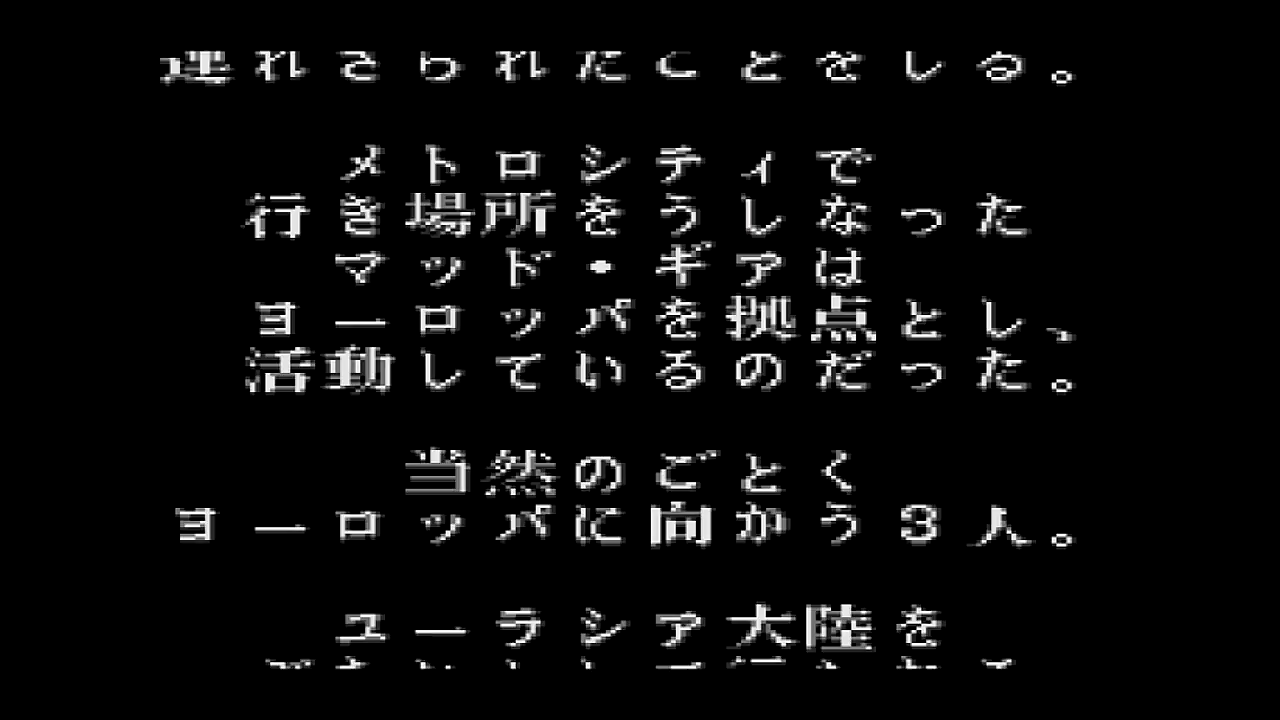 連れさられたことをしる。
メトロシティで
行き場所をうしなった
マッド・ギアは
ヨーロッパを拠点とし、
活動しているのだった。
当然のごとく
ヨーロッパに向かう3人。
ユーラシア大陸を